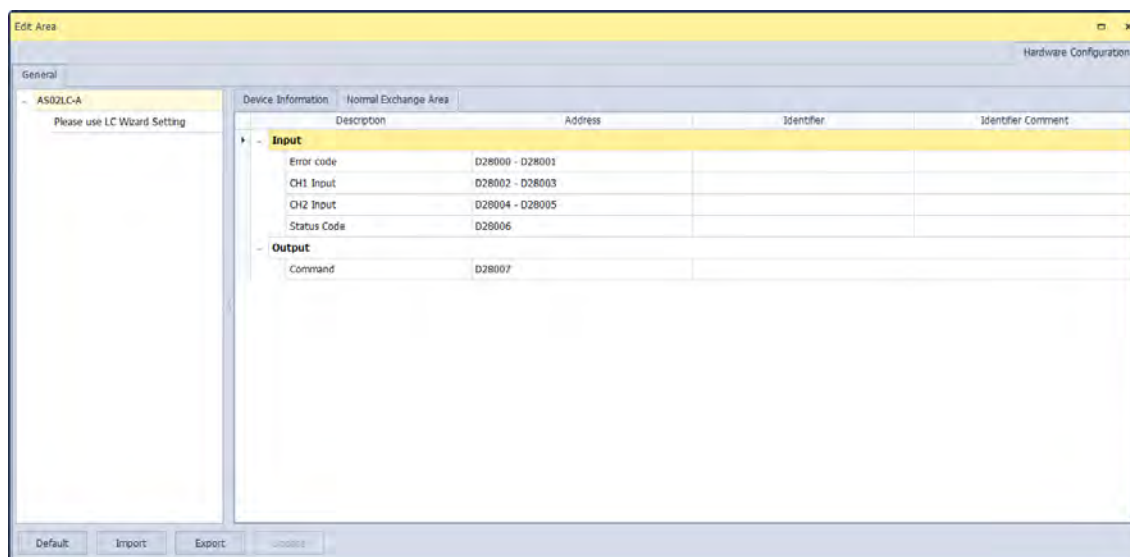 Edit Area
Hardware Configuration
General
AS02LC-A
Please use LC Wizard Setting
Device Information Normal Exchange Area
Description Address Identifier Identifier Comment
Input
Error code D28000 - D28001
CH1 Input D28002 - D28003
CH2 Input D28004 - D28005
Status Code D28006
Output
Command D28007
Default Import Export